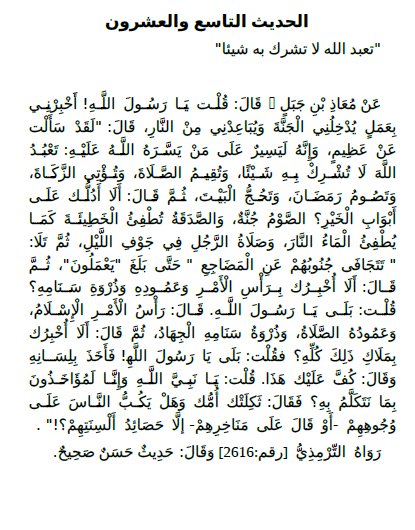 الحديث التاسع والعشرون
"تعبد الله لا تشرك به شيئا"
عَنْ مُعَاذِ بْنِ جَبَلٍ قَالَ: قُلْت يَا رَسُولَ اللَّهِ! أَخْبِرْنِي
بِعَمَلٍ يُدْخِلُنِي الْجَنَّةَ وَيُبَاعِدْنِي مِنْ النَّارِ، قَالَ: "لَقَدْ سَأَلْت
عَنْ عَظِيمٍ، وَإِنَّهُ لَيَسِيرٌ عَلَى مَنْ يَسَّرَهُ اللَّهُ عَلَيْهِ: تَعْبُدُ
اللَّهَ لَا تُشْرِكْ بِهِ شَيْئًا، وَتُقِيمُ الصَّلَاةَ، وَتُؤْتِي الزَّكَاةَ،
وَتَصُومُ رَمَضَانَ، وَتَحُجُّ الْبَيْتَ، ثُمَّ قَالَ: أَلَا أَدُلُّك عَلَى
أَبْوَابِ الْخَيْرِ؟ الصَّوْمُ جُنَّةٌ، وَالصَّدَقَةُ تُطْفِئُ الْخَطِيئَةَ كَمَا
يُطْفِئُ الْمَاءُ النَّارَ، وَصَلَاةُ الرَّجُلِ فِي جَوْفِ اللَّيْلِ، ثُمَّ تَلَا:
" تَتَجَافَى جُنُوبُهُمْ عَنِ الْمَضَاجِعِ " حَتَّى بَلَغَ "يَعْمَلُونَ"، ثُمَّ
قَالَ: أَلَا أُخْبِرُك بِرَأْسِ الْأَمْرِ وَعَمُودِهِ وَذُرْوَةِ سَنَامِهِ؟
قُلْت: بَلَى يَا رَسُولَ اللَّهِ. قَالَ: رَأْسُ الْأَمْرِ الْإِسْلَامُ،
وَعَمُودُهُ الصَّلَاةُ، وَذُرْوَةُ سَنَامِهِ الْجِهَادُ، ثُمَّ قَالَ: أَلَا أُخْبِرُك
بِمَلَاكِ ذَلِكَ كُلِّهِ؟ فقُلْت: بَلَى يَا رَسُولَ اللَّهِ! فَأَخَذَ بِلِسَانِهِ
وَقَالَ: كُفَّ عَلَيْك هَذَا. قُلْت: يَا نَبِيَّ اللَّهِ وَإِنَّا لَمُؤَاخَذُونَ
بِمَا نَتَكَلَّمُ بِهِ؟ فَقَالَ: ثَكِلَتْك أُمُّك وَهَلْ يَكُبُّ النَّاسَ عَلَى
وُجُوهِهِمْ -أَوْ قَالَ عَلَى مَنَاخِرِهِمْ- إلَّا حَصَائِدُ أَلْسِنَتِهِمْ؟!" .
رَوَاهُ التِّرْمِذِيُّ [رقم:2616] وَقَالَ: حَدِيثٌ حَسَنٌ صَحِيحٌ.